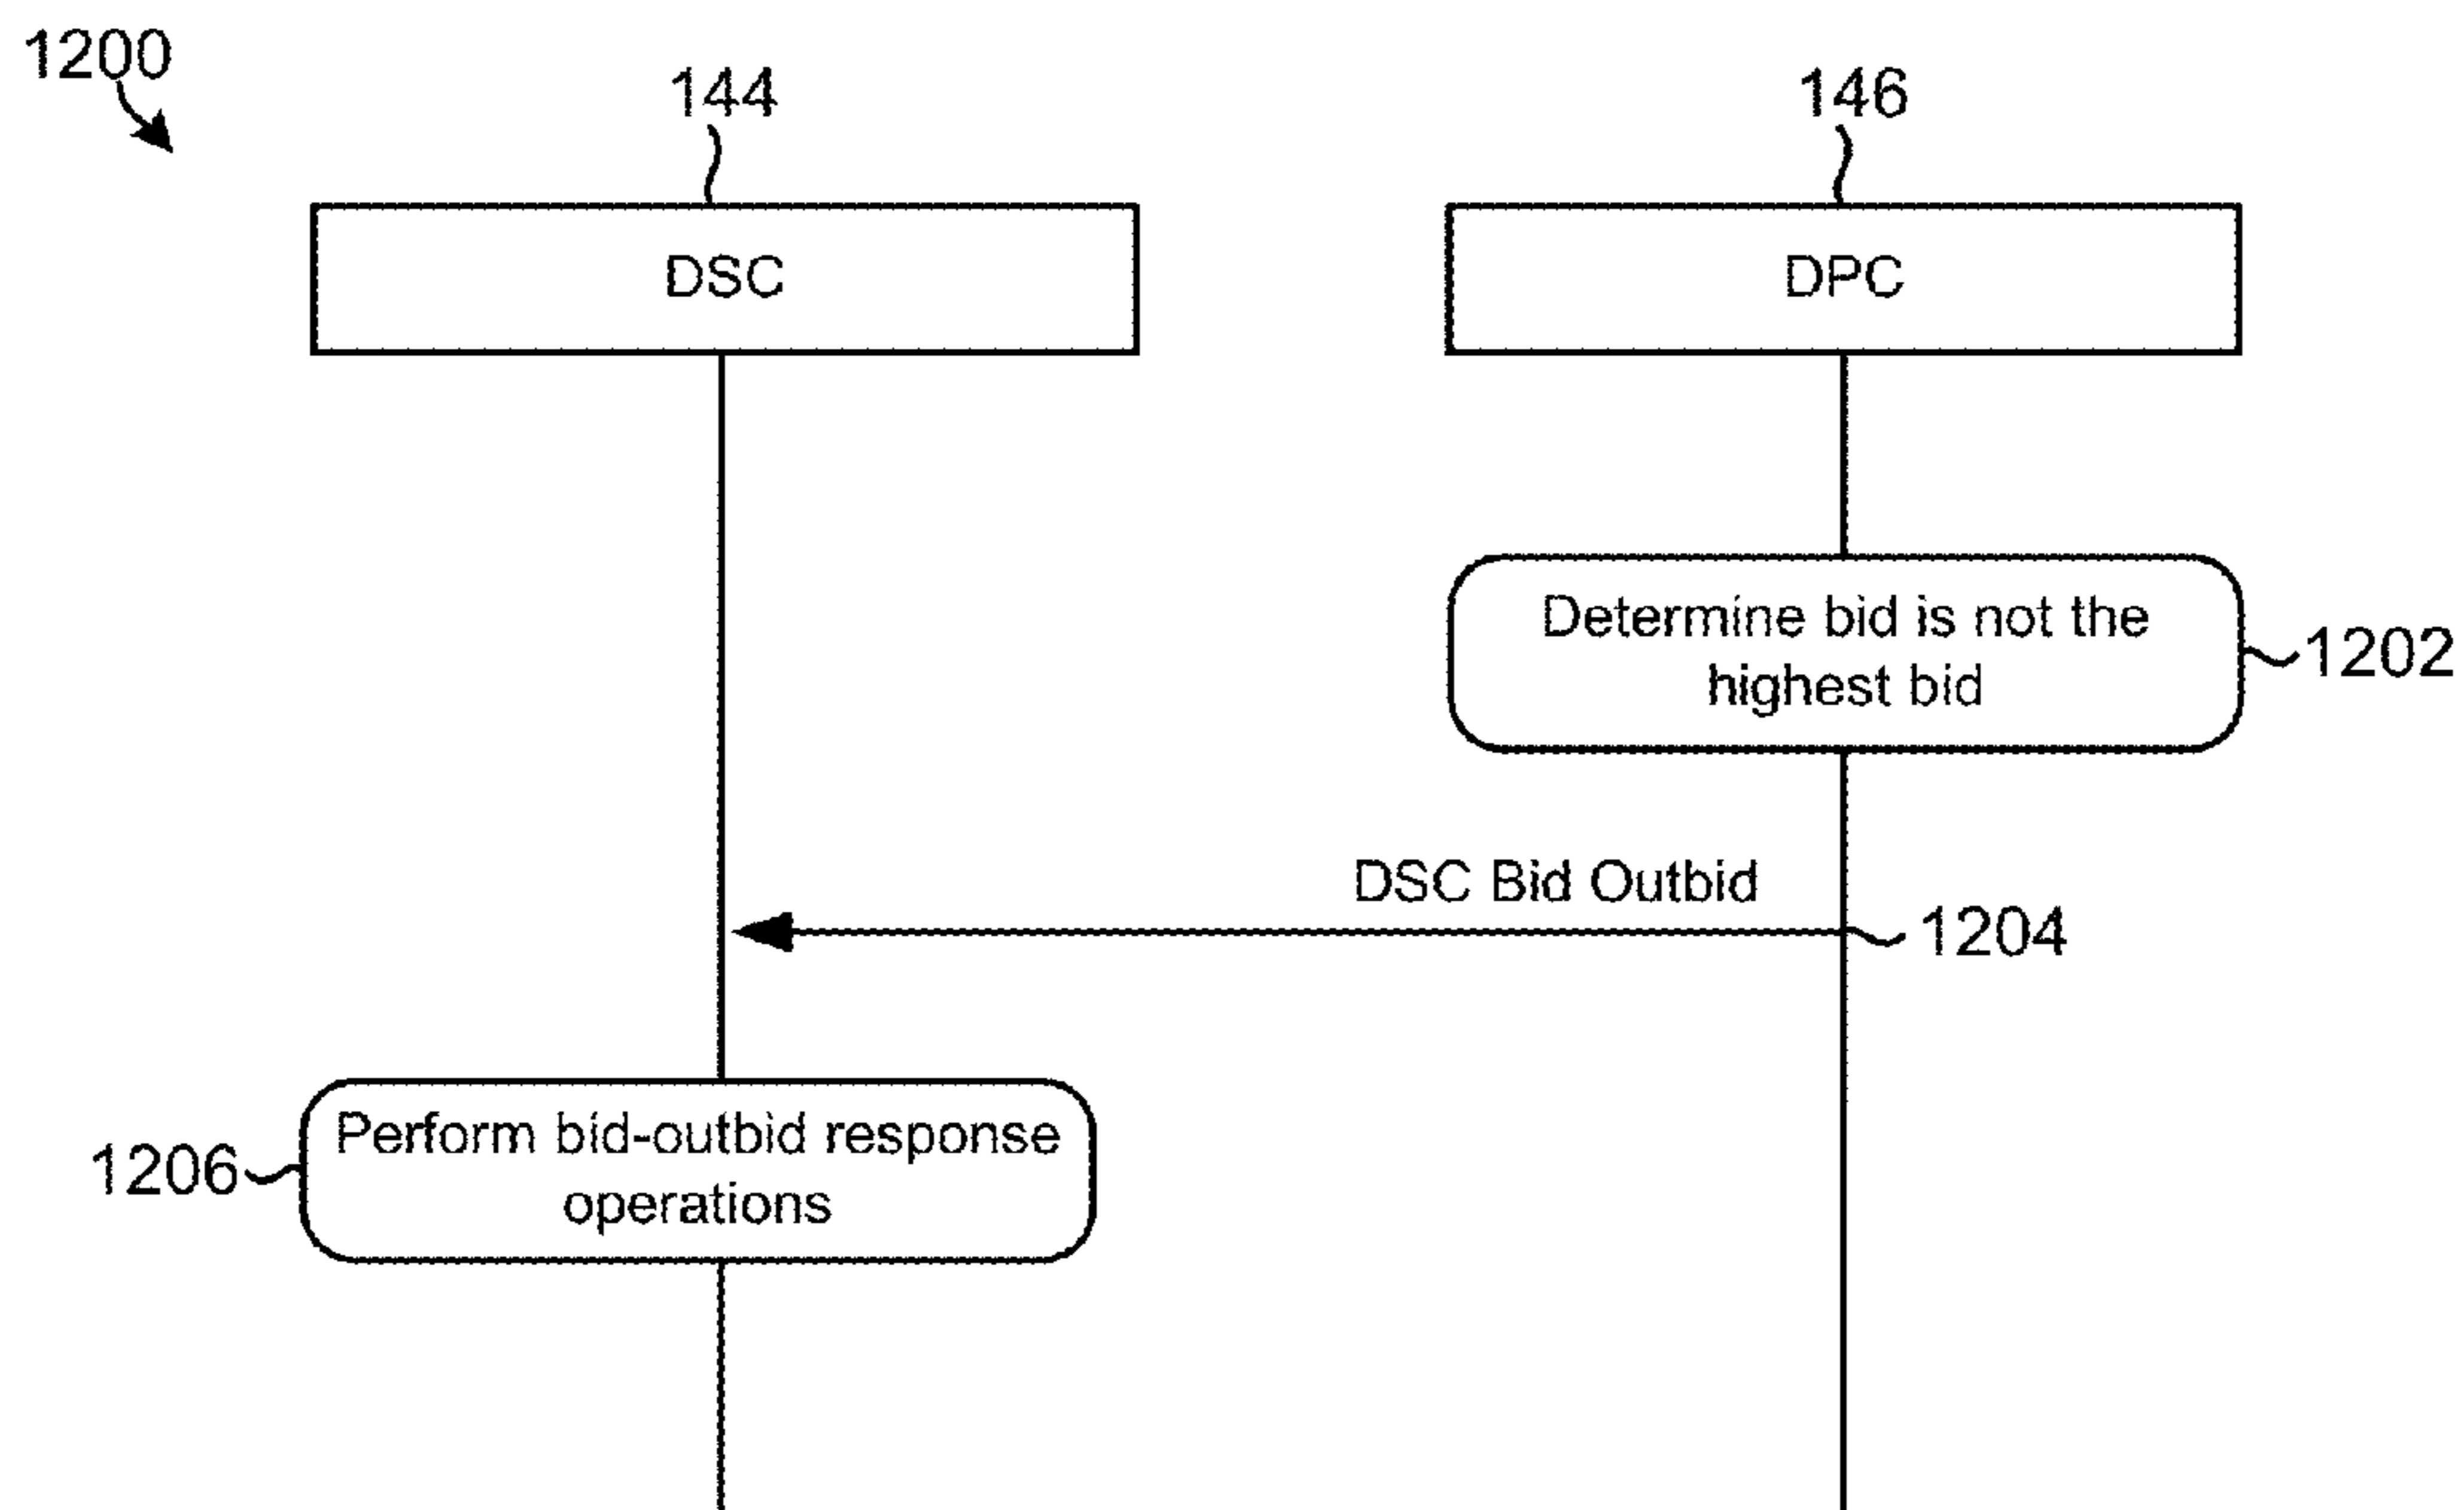 1200
144
146
DSC
DPC
Determine bid is not the
highest bid
1202
DSC Bid Outbid
1204
Perform bid-outbid response
operations
1206